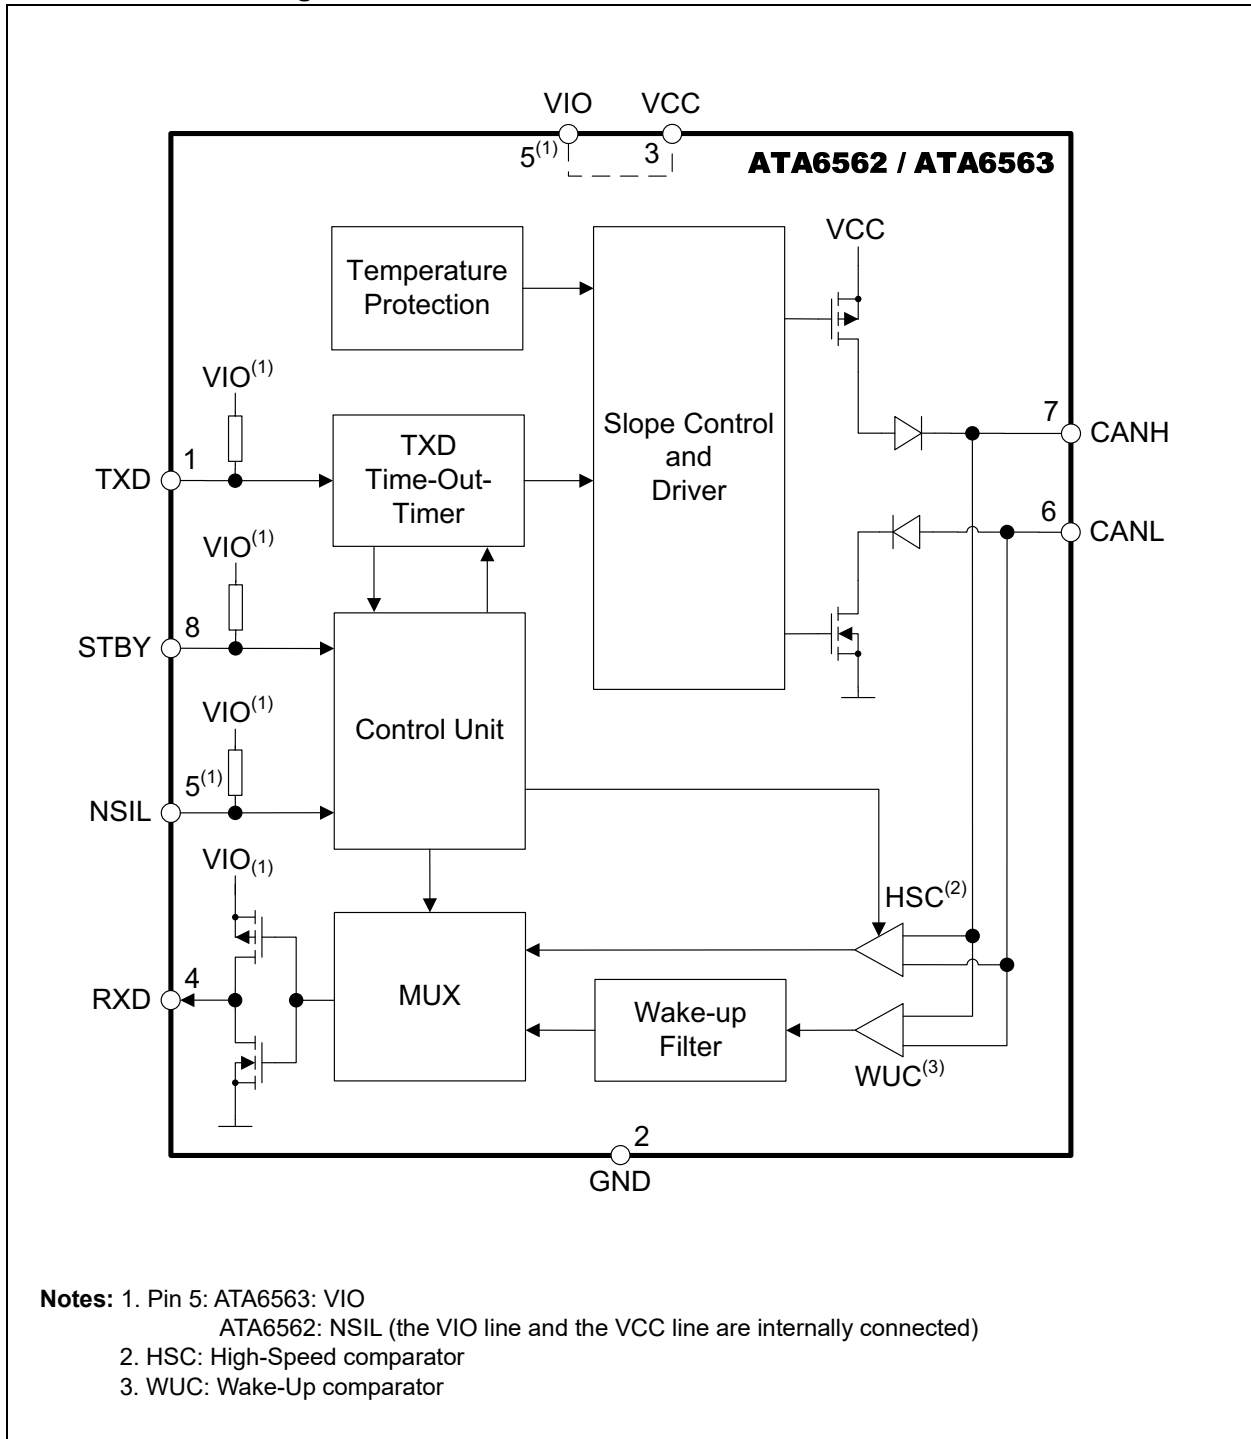 VIO
VCC
5(1)
3
ATA6562 / ATA6563
VCC
Temperature
Protection
VIO(1)
Slope Control
and
Driver
7
CANH
TXD
Time-Out-
Timer
1
TXD
6
CANL
VIO(1)
8
STBY
VIO(1)
Control Unit
5(1)
NSIL
VIO(1)
HSC(2)
4
RXD
MUX
Wake-up
Filter
WUC(3)
2
GND
Notes: 1. Pin 5: ATA6563: VIO
ATA6562: NSIL (the VIO line and the VCC line are internally connected)
2. HSC: High-Speed comparator
3. WUC: Wake-Up comparator